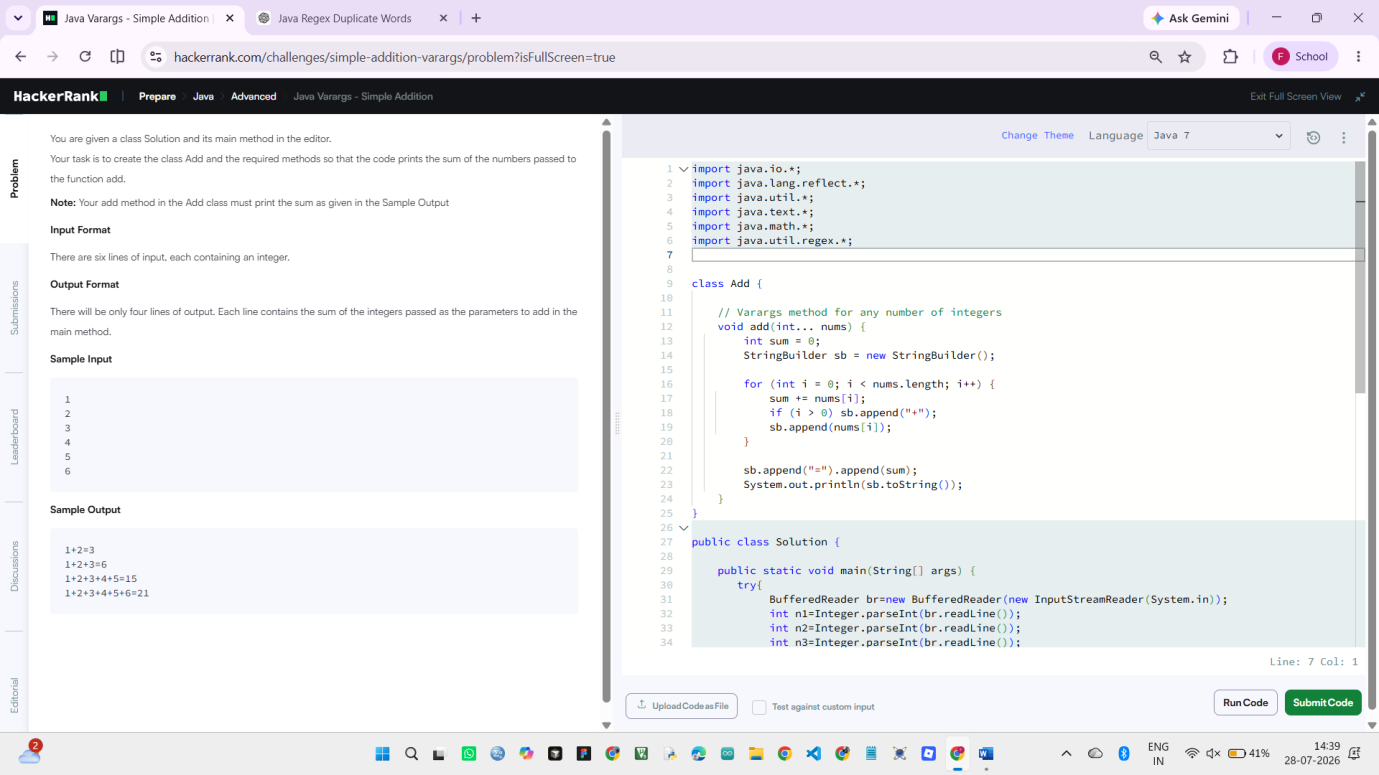 Java Varargs - Simple Addition
Java Regex Duplicate Words
Ask Gemini
hackerrank.com/challenges/simple-addition-varargs/problem?isFullScreen=true
F School
HackerRank
Prepare
Java
Advanced
Java Varargs - Simple Addition
Exit Full Screen View
Problem
Submissions
Leaderboard
Discussions
Editorial
You are given a class Solution and its main method in the editor.
Your task is to create the class Add and the required methods so that the code prints the sum of the numbers passed to
the function add.
Note: Your add method in the Add class must print the sum as given in the Sample Output
Input Format
There are six lines of input, each containing an integer.
Output Format
There will be only four lines of output. Each line contains the sum of the integers passed as the parameters to add in the
main method.
Sample Input
1
2
3
4
5
6
Sample Output
1+2=3
1+2+3=6
1+2+3+4+5=15
1+2+3+4+5+6=21
Change Theme Language Java 7
1 import java.io.*;
2 import java.lang.reflect.*;
3 import java.util.*;
4 import java.text.*;
5 import java.math.*;
6 import java.util.regex.*;
7
8
9 class Add {
10
11 // Varargs method for any number of integers
12 void add(int... nums) {
13 int sum = 0;
14 StringBuilder sb = new StringBuilder();
15
16 for (int i = 0; i < nums.length; i++) {
17 sum += nums[i];
18 if (i > 0) sb.append("+");
19 sb.append(nums[i]);
20 }
21
22 sb.append("=").append(sum);
23 System.out.println(sb.toString());
24 }
25 }
26
27 public class Solution {
28
29 public static void main(String[] args) {
30 try{
31 BufferedReader br=new BufferedReader(new InputStreamReader(System.in));
32 int n1=Integer.parseInt(br.readLine());
33 int n2=Integer.parseInt(br.readLine());
34 int n3=Integer.parseInt(br.readLine());
Line: 7 Col: 1
Upload Code as File
Test against custom input
Run Code
Submit Code
2
ENG
IN
41%
14:39
28-07-2026